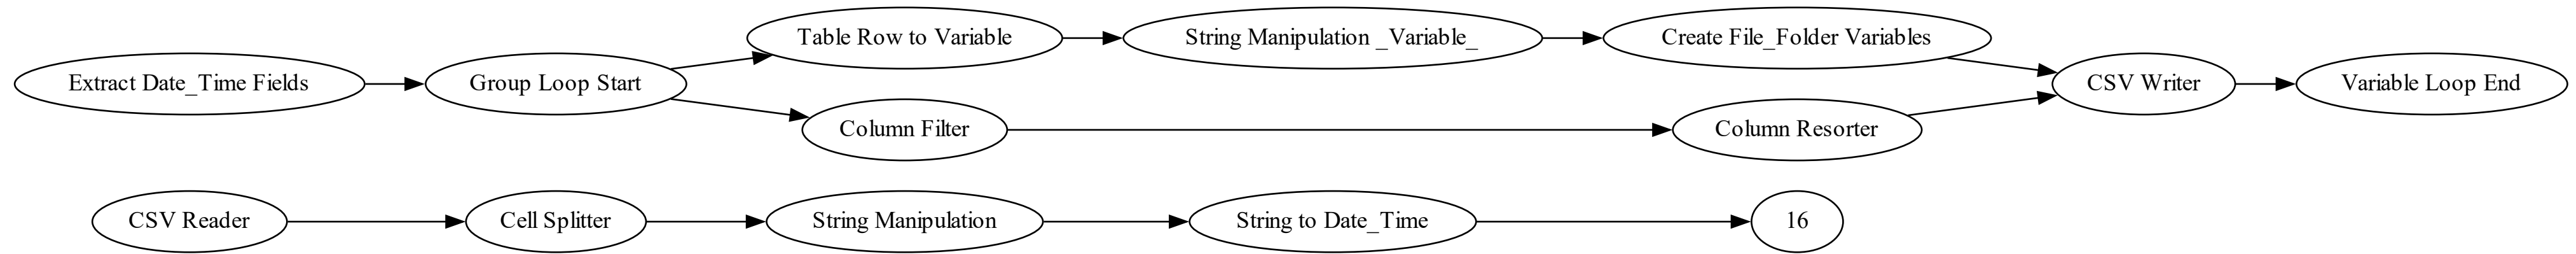 Table Row to Variable
String Manipulation _Variable_
Create File_Folder Variables
Extract Date_Time Fields
Group Loop Start
CSV Writer
Variable Loop End
Column Filter
Column Resorter
CSV Reader
Cell Splitter
String Manipulation
String to Date_Time
16